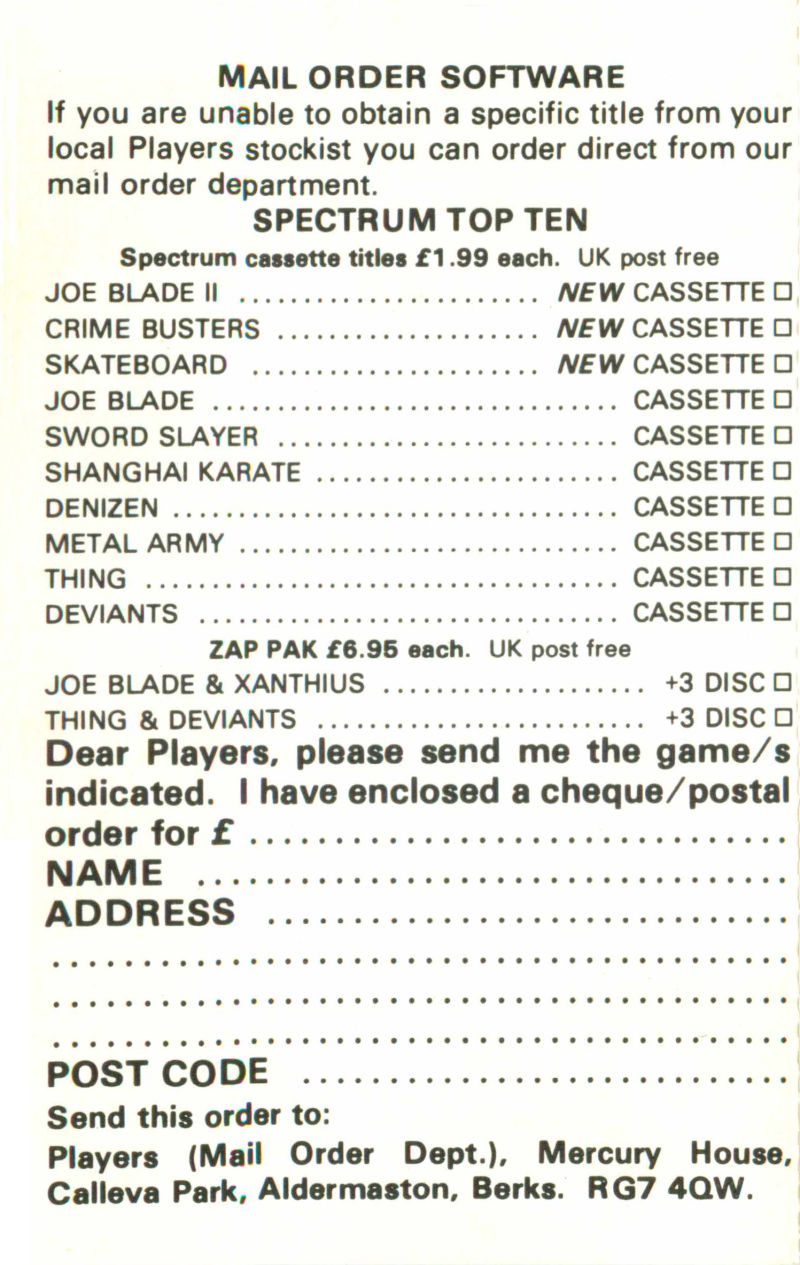 MAIL ORDER SOFTWARE
If you are unable to obtain a specific title from your
local Players stockist you can order direct from our
mail order department.
SPECTRUM TOP TEN
Spectrum cassette titles £1.99 each. UK post free
JOE BLADE II ........................ NEW CASSETTE □
CRIME BUSTERS ..................... NEW CASSETTE □
SKATEBOARD ....................... NEW CASSETTE □
JOE BLADE ................................ CASSETTE □
SWORD SLAYER ........................... CASSETTE □
SHANGHAI KARATE ........................ CASSETTE □
DENIZEN ................................... CASSETTE □
METAL ARMY .............................. CASSETTE □
THING ..................................... CASSETTE □
DEVIANTS ................................. CASSETTE □
ZAP PAK £6.95 each. UK post free
JOE BLADE & XANTHIUS ..................... +3 DISC □
THING & DEVIANTS .......................... +3 DISC □
Dear Players, please send me the game/s
indicated. I have enclosed a cheque/postal
order for £ ................................
NAME ..................................
ADDRESS ..............................
..........................................
..........................................
..........................................
POST CODE ............................
Send this order to:
Players (Mail Order Dept.), Mercury House,
Calleva Park, Aldermaston, Berks. RG7 4QW.